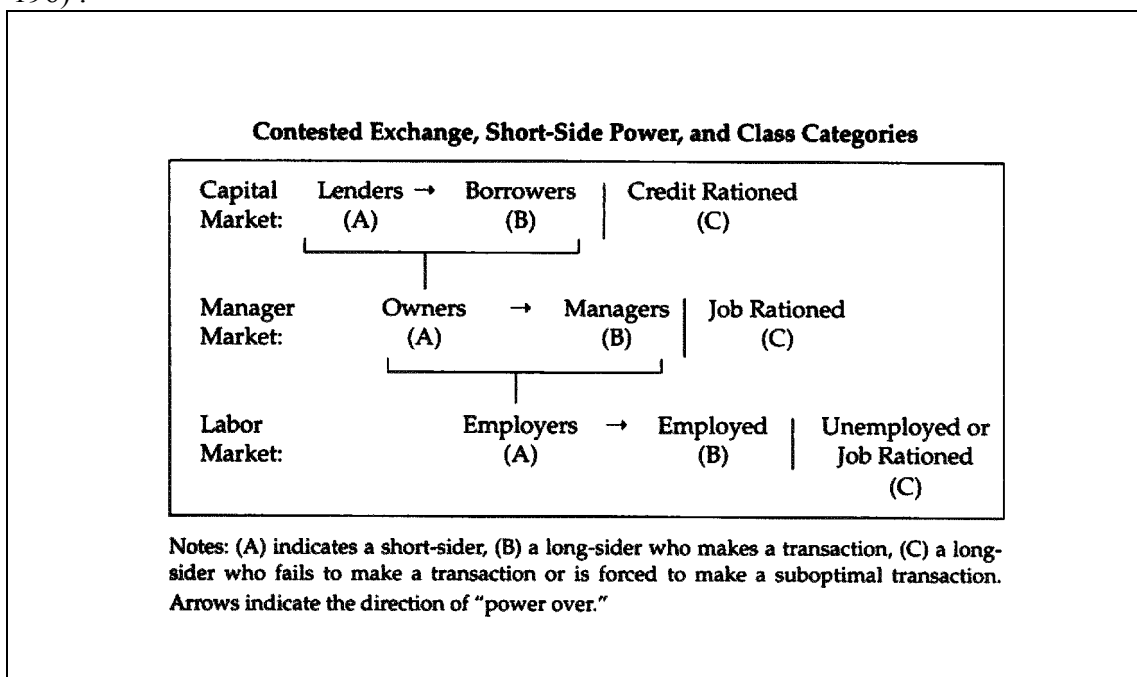 Contested Exchange, Short-Side Power, and Class Categories
Capital Lenders → Borrowers | Credit Rationed
Market: (A) (B) (C)
Manager Owners → Managers | Job Rationed
Market: (A) (B) (C)
Labor Employers → Employed | Unemployed or
Market: (A) (B) Job Rationed
(C)
Notes: (A) indicates a short-sider, (B) a long-sider who makes a transaction, (C) a long-
sider who fails to make a transaction or is forced to make a suboptimal transaction.
Arrows indicate the direction of “power over.”